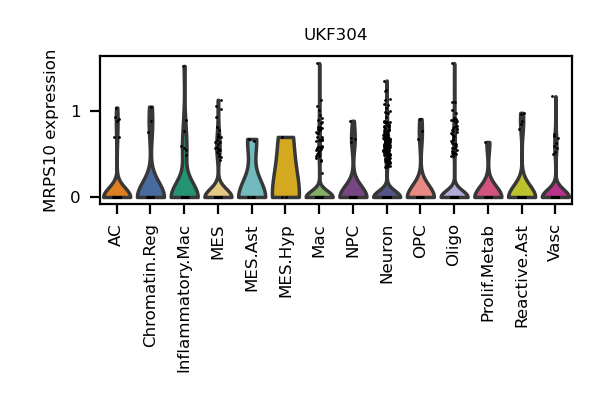 UKF304
MRPS10 expression
1
0
AC
Chromatin.Reg
Inflammatory.Mac
MES
MES.Ast
MES.Hyp
Mac
NPC
Neuron
OPC
Oligo
Prolif.Metab
Reactive.Ast
Vasc